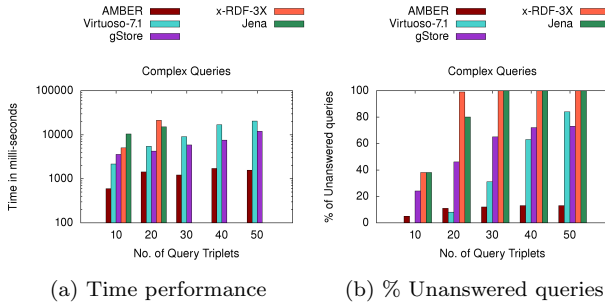 AMBER
Virtuoso-7.1
gStore
x-RDF-3X
Jena
Complex Queries
Time in milli-seconds
100000
10000
1000
100
10 20 30 40 50
No. of Query Triplets
(a) Time performance
AMBER
Virtuoso-7.1
gStore
x-RDF-3X
Jena
Complex Queries
% of Unanswered queries
100
80
60
40
20
0
10 20 30 40 50
No. of Query Triplets
(b) % Unanswered queries